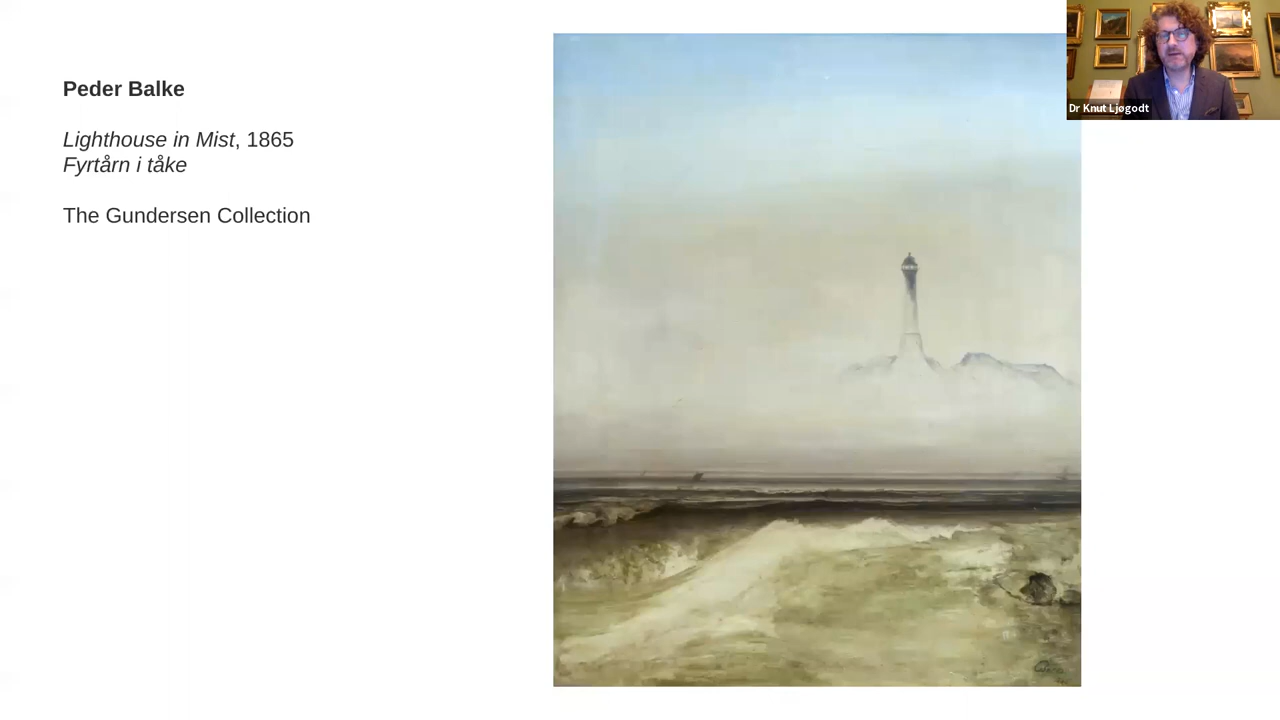 Peder Balke
Lighthouse in Mist, 1865
Fyrtårn i tåke
The Gundersen Collection
Dr Knut Ljøgodt